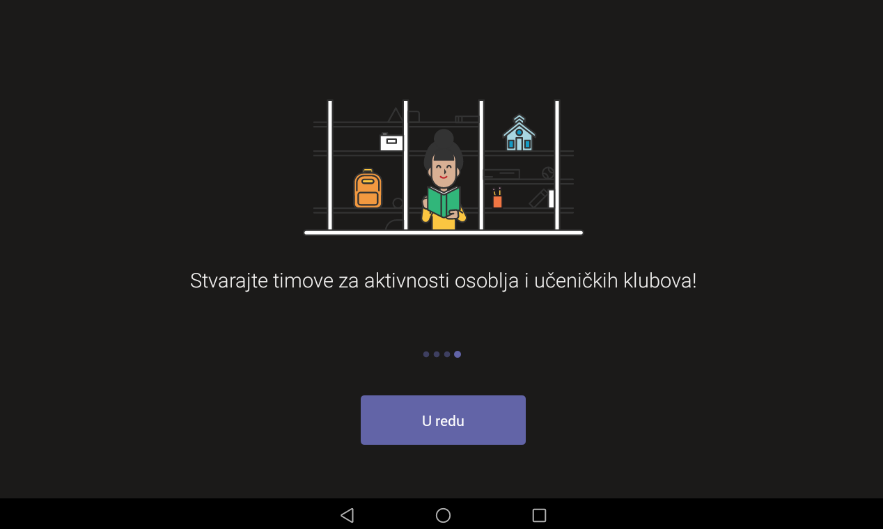 Stvarajte timove za aktivnosti osoblja i učeničkih klubova!
U redu